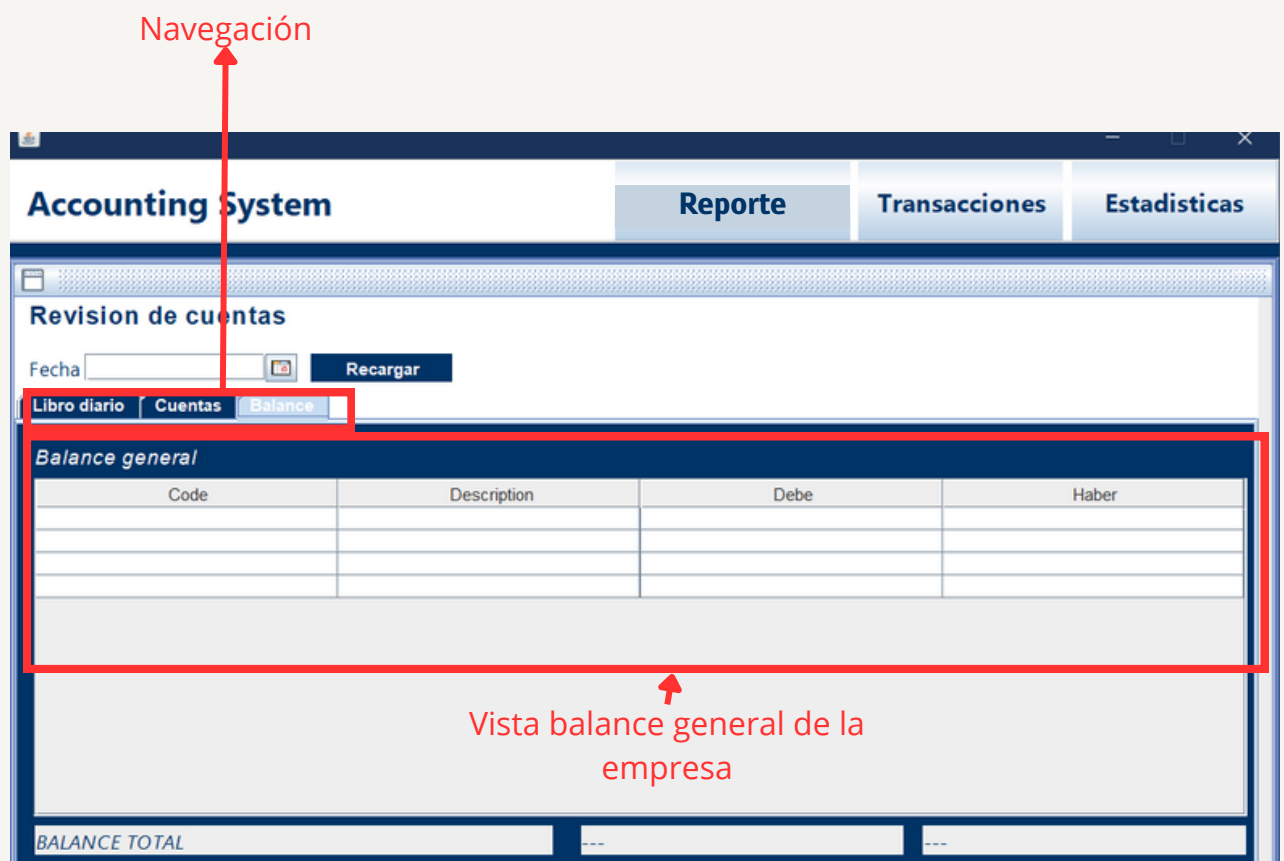 Navegación
Accounting System
Reporte
Transacciones
Estadisticas
Revision de cuentas
Fecha
Recargar
Libro diario
Cuentas
Balance
Balance general
Code
Description
Debe
Haber
Vista balance general de la
empresa
BALANCE TOTAL
---
---